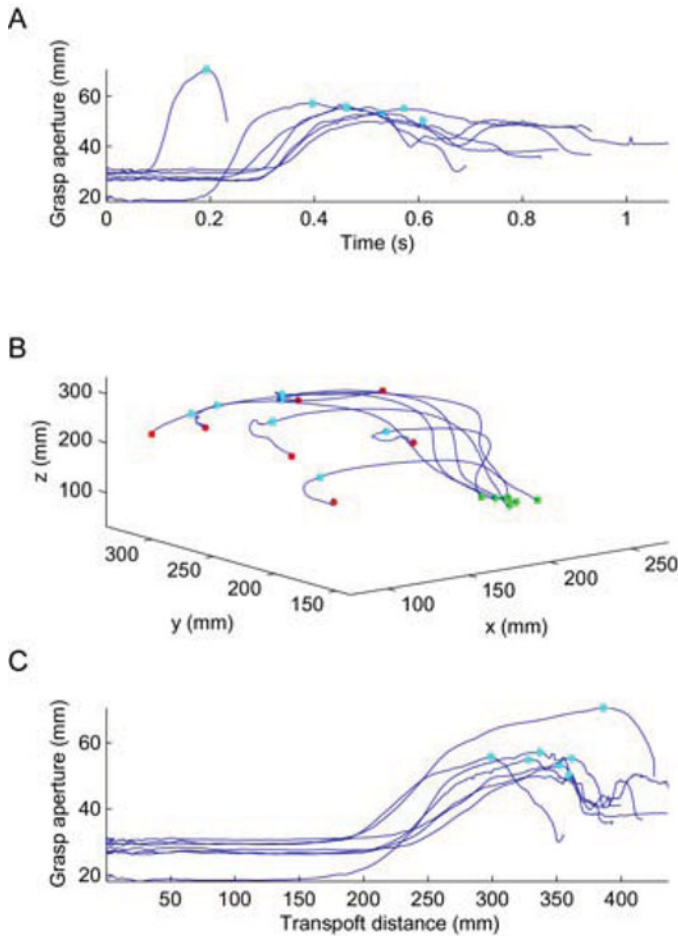 A
Grasp aperture (mm)
60
40
20
0 0.2 0.4 0.6 0.8 1
Time (s)
B
z (mm)
300
200
100
300 250 200 150
y (mm)
100 150 200 250
x (mm)
C
Grasp aperture (mm)
60
40
20
50 100 150 200 250 300 350 400
Transpoft distance (mm)